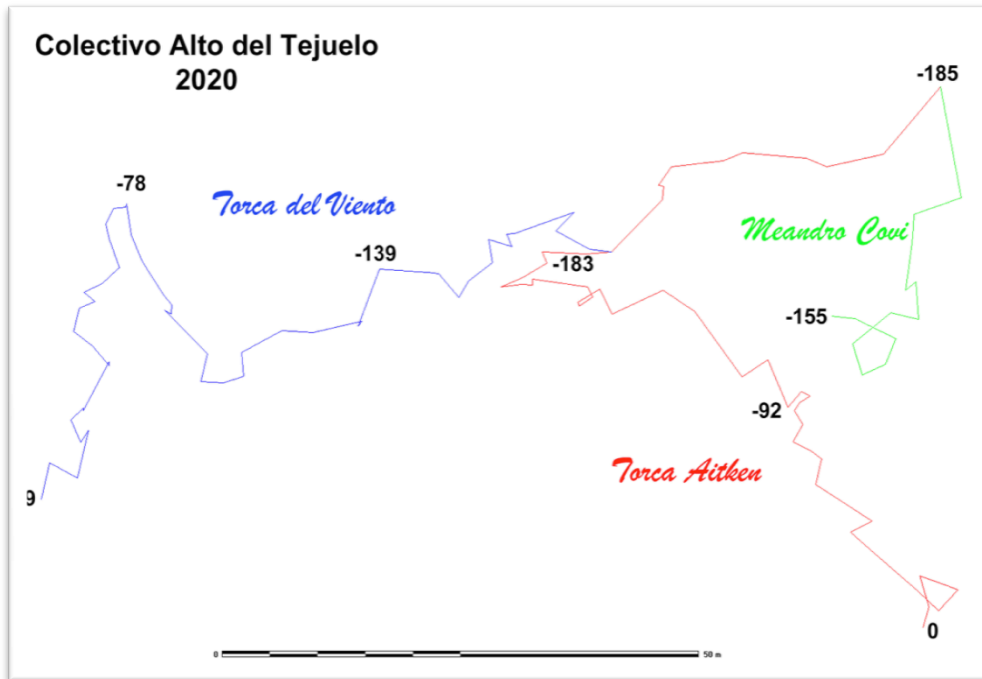 Colectivo Alto del Tejuelo
2020
-185
-78
Torca del Viento
Meandro Covi
-139
-183
-155
-92
Torca Aitken
9
0
0
50 m